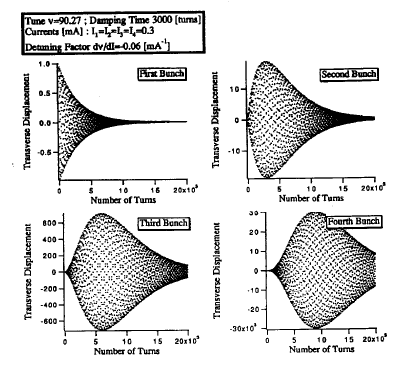 Tune ν=90.27 ; Damping Time 3000 [turns]
Currents [mA] : I₁=I₂=I₃=I₄=0.3
Detuning Factor dν/dI=-0.06 [mA⁻¹]
First Bunch
Transverse Displacement
1.0
0.5
0.0
-0.5
0
5
10
15
20x10³
Number of Turns
Second Bunch
Transverse Displacement
10
0
-10
0
5
10
15
20x10³
Number of Turns
Third Bunch
Transverse Displacement
600
400
200
0
-200
-400
-600
0
5
10
15
20x10³
Number of Turns
Fourth Bunch
Transverse Displacement
30
20
10
0
-10
-20
-30x10³
0
5
10
15
20x10³
Number of Turns